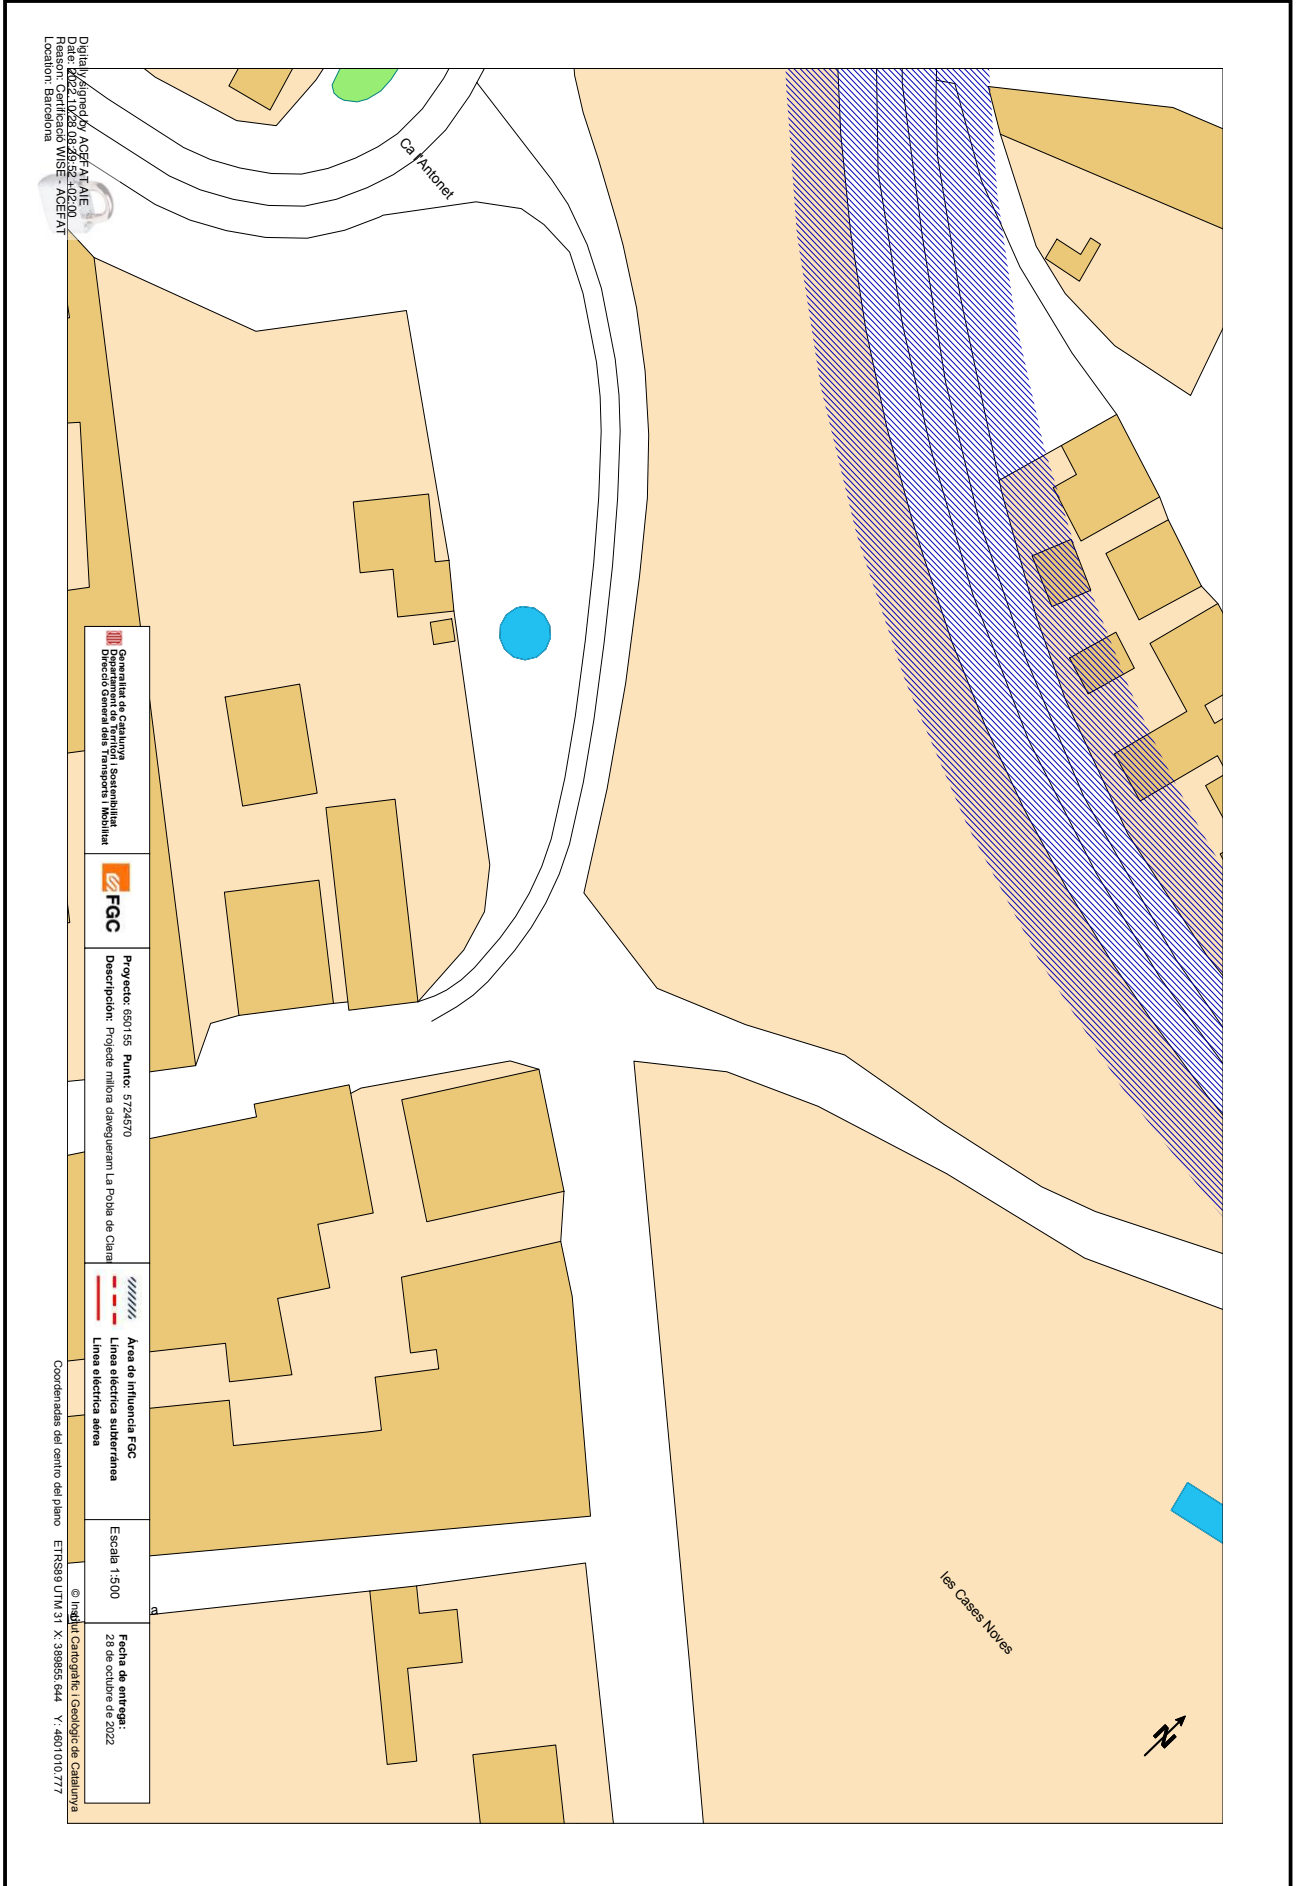 Digitally signed by ACEFAT AIE
Date: 2022.10.28 08:39:52 +02:00
Reason: Certificació WISE - ACEFAT
Location: Barcelona
Ca l'Antonet
les Cases Noves
N
Generalitat de Catalunya
Departament de Territori i Sostenibilitat
Direcció General dels Transports i Mobilitat
FGC
Proyecto: 650155 Punto: 5724570
Descripción: Projecte millora clavegueram La Pobla de Clara
Área de influencia FGC
Línea eléctrica subterránea
Línea eléctrica aérea
Escala 1:500
Fecha de entrega:
28 de octubre de 2022
a
© Institut Cartogràfic i Geològic de Catalunya
Coordenadas del centro del plano ETRS89 UTM 31 X: 389855.644 Y: 4601010.777